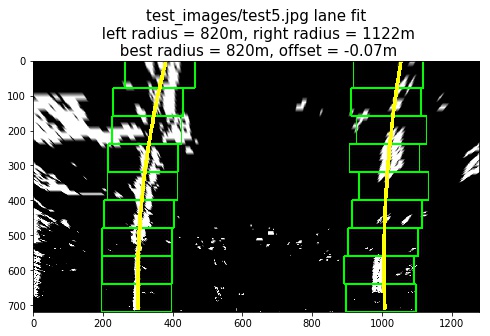 test_images/test5.jpg lane fit
left radius = 820m, right radius = 1122m
best radius = 820m, offset = -0.07m
0
100
200
300
400
500
600
700
0 200 400 600 800 1000 1200